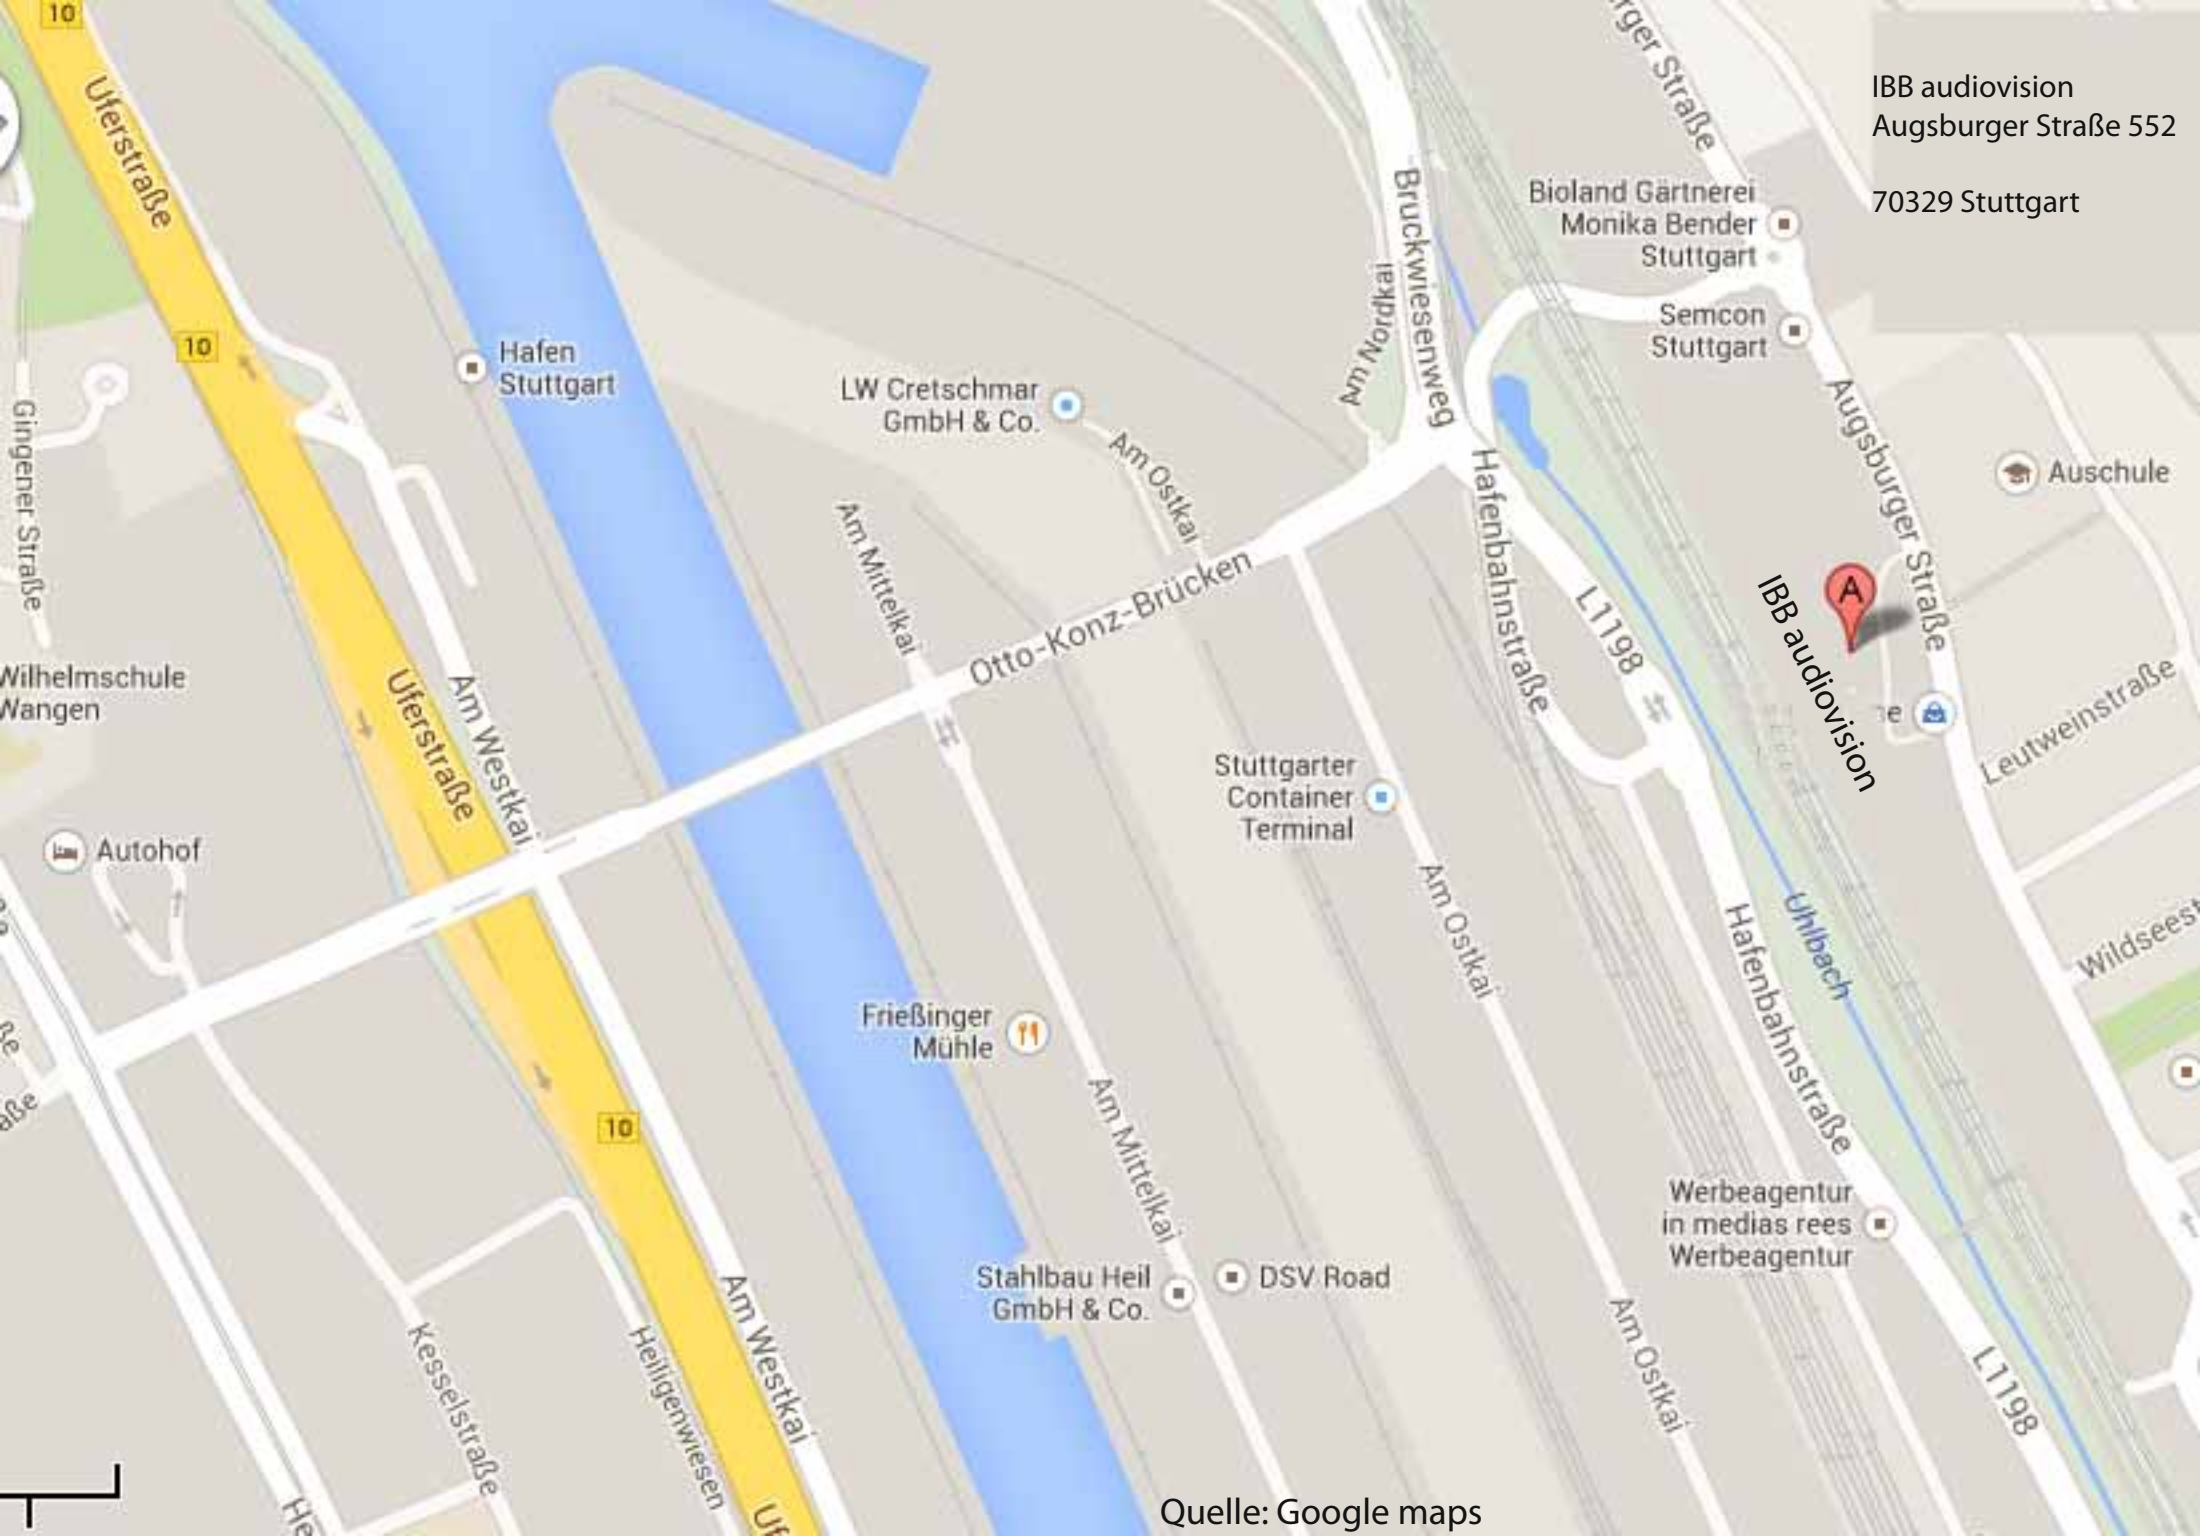 10
Uferstraße
IBB audiovision
Augsburger Straße 552
70329 Stuttgart
Bioland Gärtnerei
Monika Bender
Stuttgart
Bruckwiesenweg
Am Nordkai
Semcon
Stuttgart
10
Hafen
Stuttgart
LW Cretschmar
GmbH & Co.
Am Ostkai
Augsburger Straße
Auschule
Gingener Straße
Am Mittelkai
Otto-Konz-Brücken
Hafenbahnstraße
L1198
A
IBB audiovision
Wilhelmschule
Wangen
Uferstraße
Am Westkai
Leutweinstraße
Stuttgarter
Container
Terminal
Autohof
Am Ostkai
Uhlbach
Hafenbahnstraße
Frießinger
Mühle
10
Am Mittelkai
Werbeagentur
in medias rees
Werbeagentur
Stahlbau Heil
GmbH & Co.
DSV Road
Am Westkai
Am Ostkai
Kesselstraße
Heiligenwiesen
L1198
Quelle: Google maps